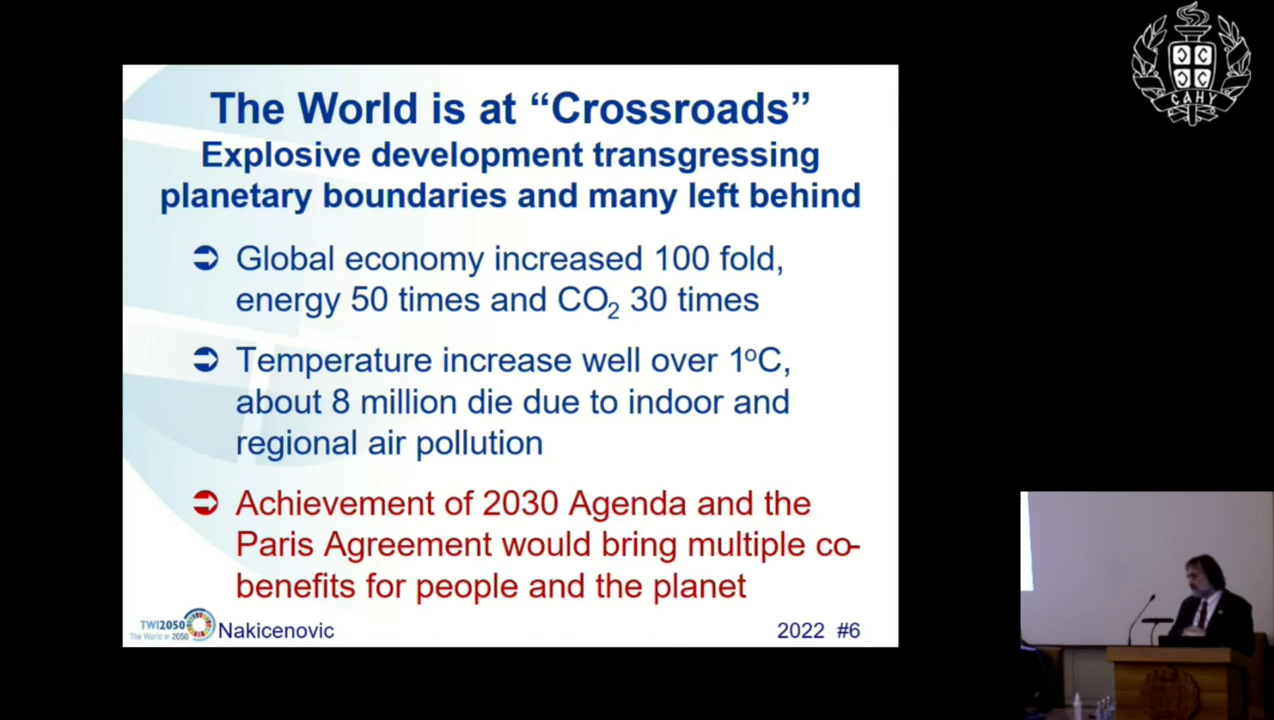 The World is at “Crossroads”
Explosive development transgressing
planetary boundaries and many left behind
➲ Global economy increased 100 fold,
energy 50 times and CO₂ 30 times
➲ Temperature increase well over 1ºC,
about 8 million die due to indoor and
regional air pollution
➲ Achievement of 2030 Agenda and the
Paris Agreement would bring multiple co-
benefits for people and the planet
TWI2050
The World in 2050
Nakicenovic
2022 #6
САНУ